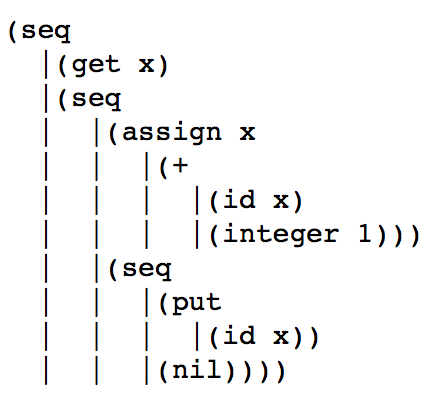 (seq
  |(get x)
  |(seq
  |  |(assign x
  |  |  |(+
  |  |  |  |(id x)
  |  |  |  |(integer 1)))
  |  |(seq
  |  |  |(put
  |  |  |  |(id x))
  |  |  |(nil))))